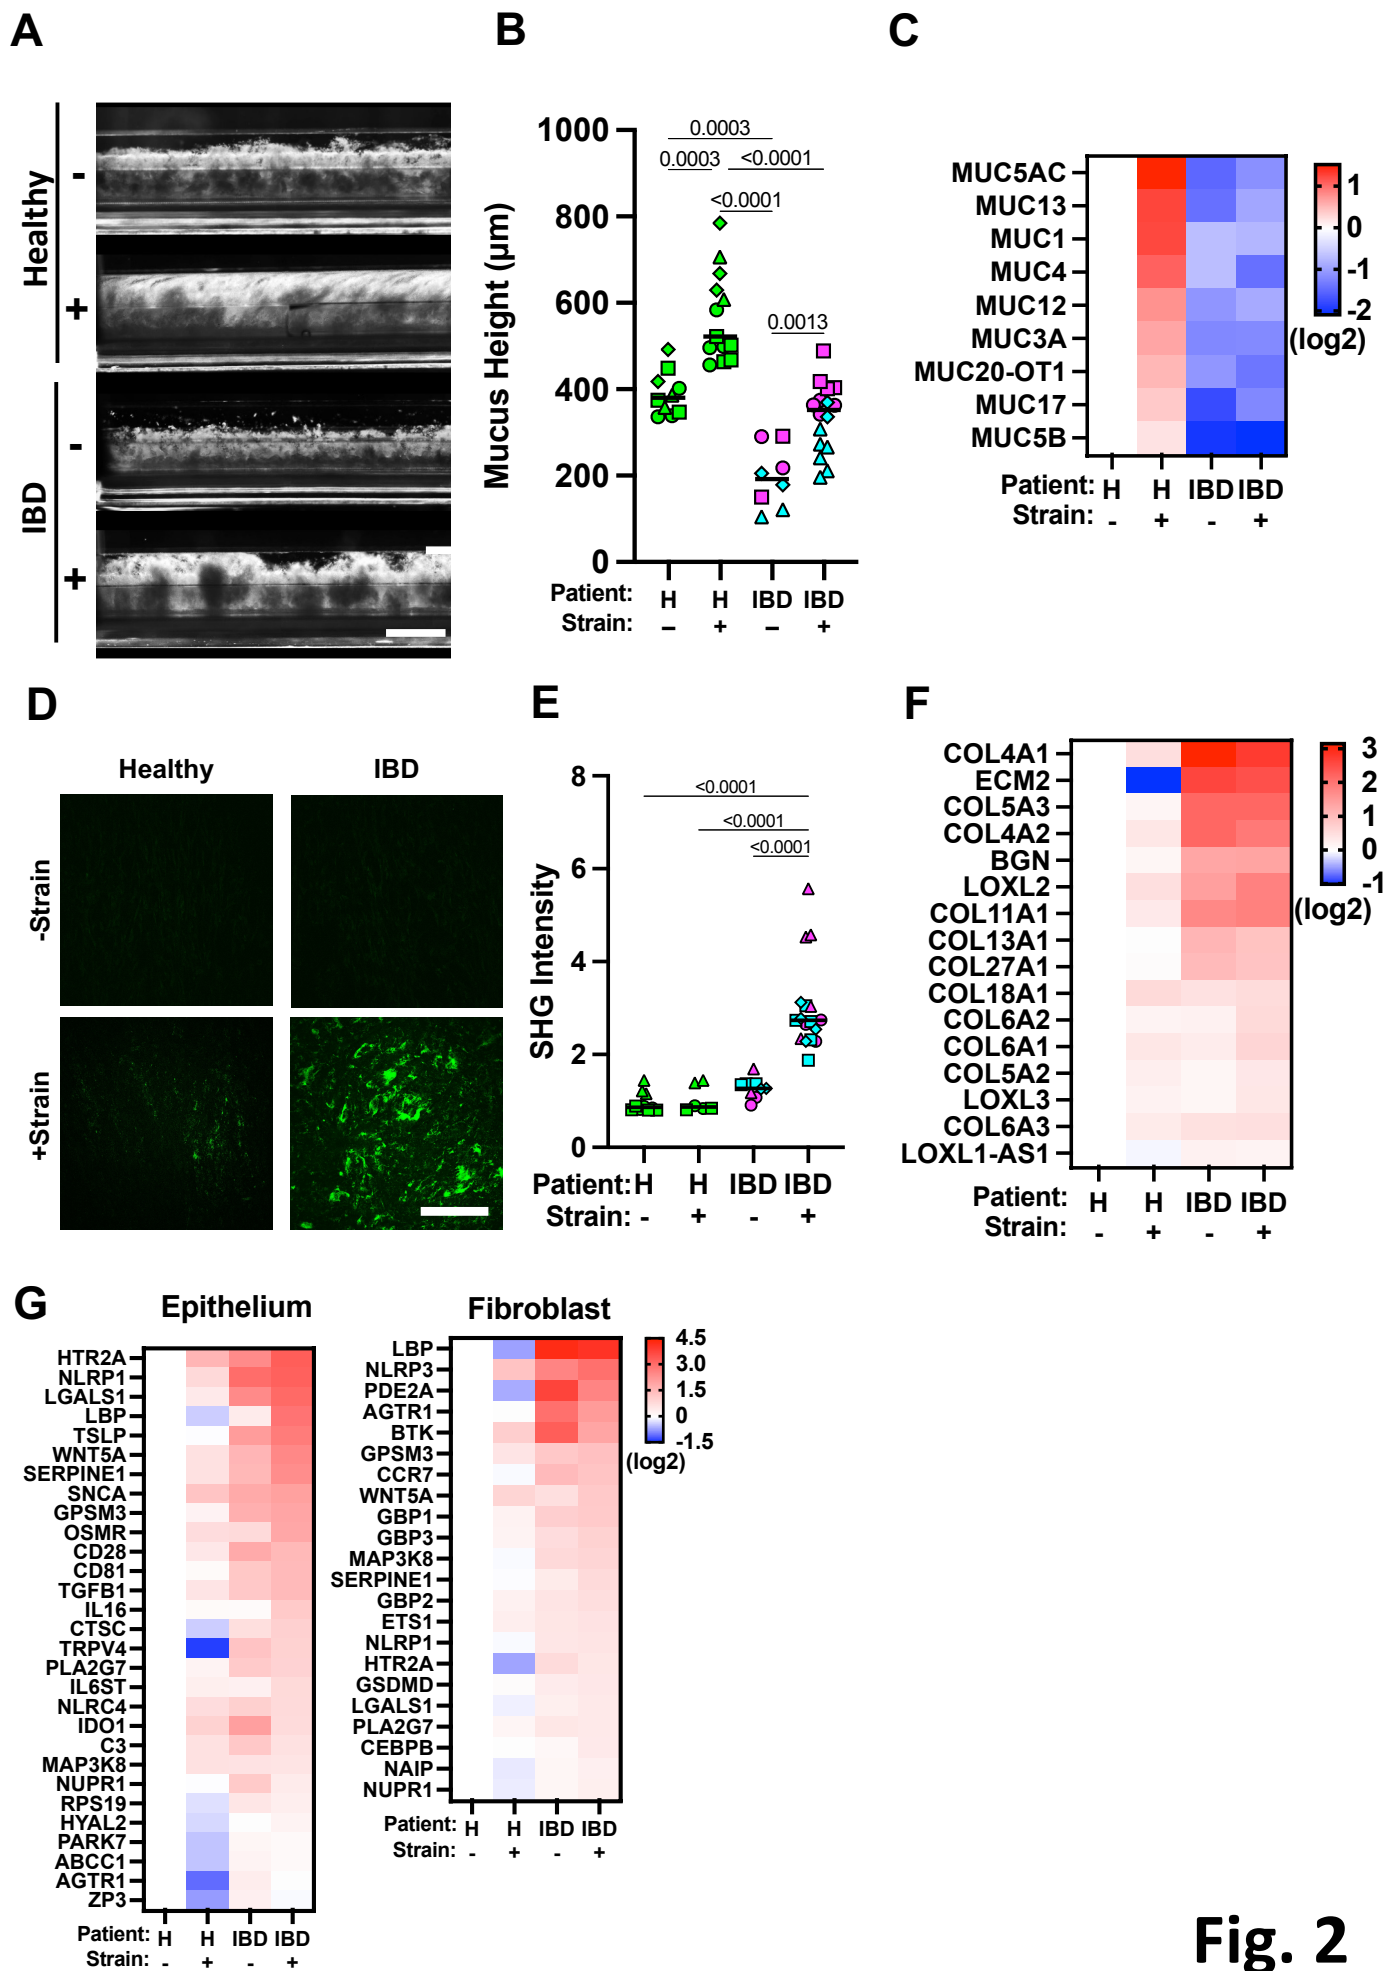 A
Healthy
-
+
IBD
-
+
B
Mucus Height (µm)
1000
800
600
400
200
0
0.0003
0.0003
<0.0001
<0.0001
0.0013
Patient: H H IBD IBD
Strain: – + – +
C
MUC5AC
MUC13
MUC1
MUC4
MUC12
MUC3A
MUC20-OT1
MUC17
MUC5B
1
0
-1
-2
(log2)
Patient: H H IBD IBD
Strain: - + - +
D
Healthy IBD
-Strain
+Strain
E
SHG Intensity
8
6
4
2
0
<0.0001
<0.0001
<0.0001
Patient: H H IBD IBD
Strain: - + - +
F
COL4A1
ECM2
COL5A3
COL4A2
BGN
LOXL2
COL11A1
COL13A1
COL27A1
COL18A1
COL6A2
COL6A1
COL5A2
LOXL3
COL6A3
LOXL1-AS1
3
2
1
0
-1
(log2)
Patient: H H IBD IBD
Strain: - + - +
G
Epithelium
HTR2A
NLRP1
LGALS1
LBP
TSLP
WNT5A
SERPINE1
SNCA
GPSM3
OSMR
CD28
CD81
TGFB1
IL16
CTSC
TRPV4
PLA2G7
IL6ST
NLRC4
IDO1
C3
MAP3K8
NUPR1
RPS19
HYAL2
PARK7
ABCC1
AGTR1
ZP3
Patient: H H IBD IBD
Strain: - + - +
Fibroblast
LBP
NLRP3
PDE2A
AGTR1
BTK
GPSM3
CCR7
WNT5A
GBP1
GBP3
MAP3K8
SERPINE1
GBP2
ETS1
NLRP1
HTR2A
GSDMD
LGALS1
PLA2G7
CEBPB
NAIP
NUPR1
4.5
3.0
1.5
0
-1.5
(log2)
Patient: H H IBD IBD
Strain: - + - +
Fig. 2